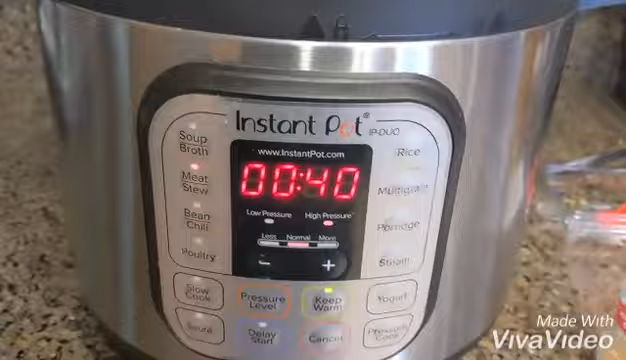 Instant Pot® IP-DUO
www.InstantPot.com
00:40
Low Pressure High Pressure
Less Normal More
- +
Soup
Broth
Meat
Stew
Bean
Chili
Poultry
Slow
Cook
Sauté
Pressure
Level
Delay
Start
Keep
Warm
Cancel
Rice
Multigrain
Porridge
Steam
Yogurt
Pressure
Cook
Made With
VivaVideo